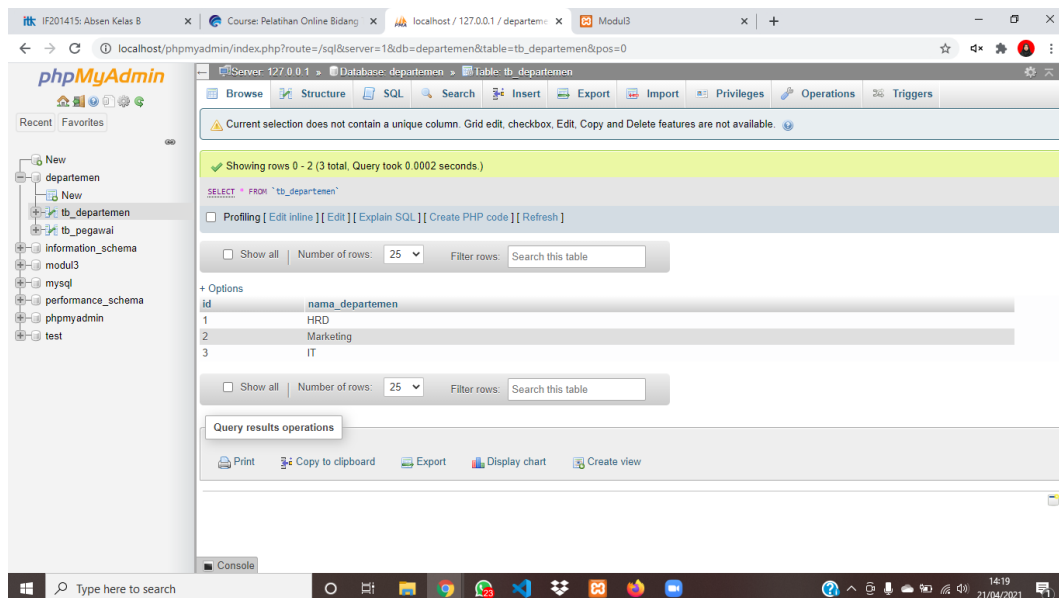 IF201415: Absen Kelas B
Course: Pelatihan Online Bidang
localhost / 127.0.0.1 / departeme
Modul3
localhost/phpmyadmin/index.php?route=/sql&server=1&db=departemen&table=tb_departemen&pos=0
phpMyAdmin
Recent Favorites
New
departemen
New
tb_departemen
tb_pegawai
information_schema
modul3
mysql
performance_schema
phpmyadmin
test
Server: 127.0.0.1 » Database: departemen » Table: tb_departemen
Browse Structure SQL Search Insert Export Import Privileges Operations Triggers
Current selection does not contain a unique column. Grid edit, checkbox, Edit, Copy and Delete features are not available.
Showing rows 0 - 2 (3 total, Query took 0.0002 seconds.)
SELECT * FROM `tb_departemen`
Profiling [ Edit inline ] [ Edit ] [ Explain SQL ] [ Create PHP code ] [ Refresh ]
Show all | Number of rows: 25 Filter rows: Search this table
+ Options
id nama_departemen
1 HRD
2 Marketing
3 IT
Show all | Number of rows: 25 Filter rows: Search this table
Query results operations
Print Copy to clipboard Export Display chart Create view
Console
Type here to search
23
14:19
21/04/2021
1